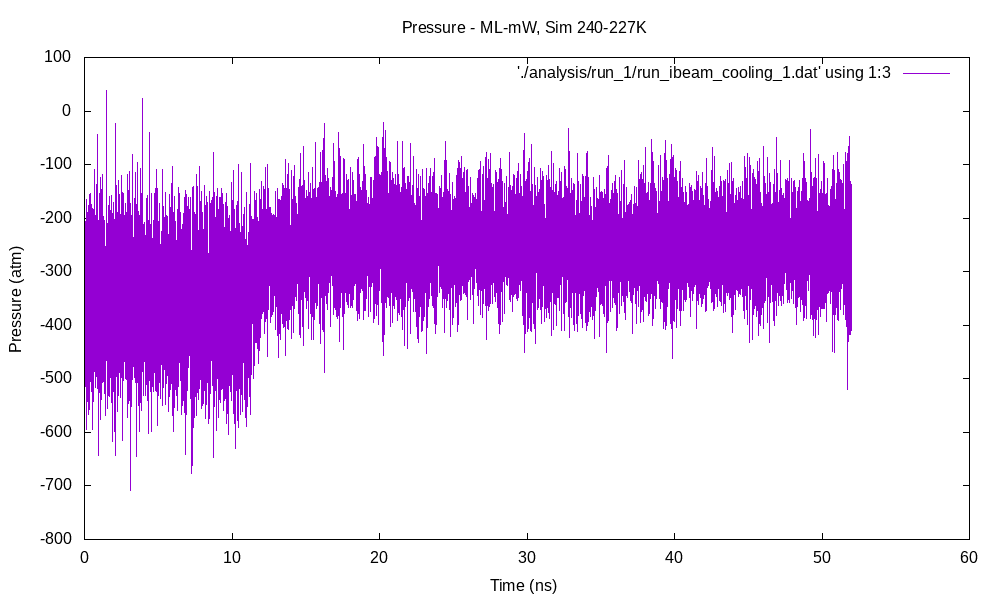 Pressure - ML-mW, Sim 240-227K
100
'./analysis/run_1/run_ibeam_cooling_1.dat' using 1:3
0
-100
-200
-300
-400
-500
-600
-700
-800
Pressure (atm)
0 10 20 30 40 50 60
Time (ns)